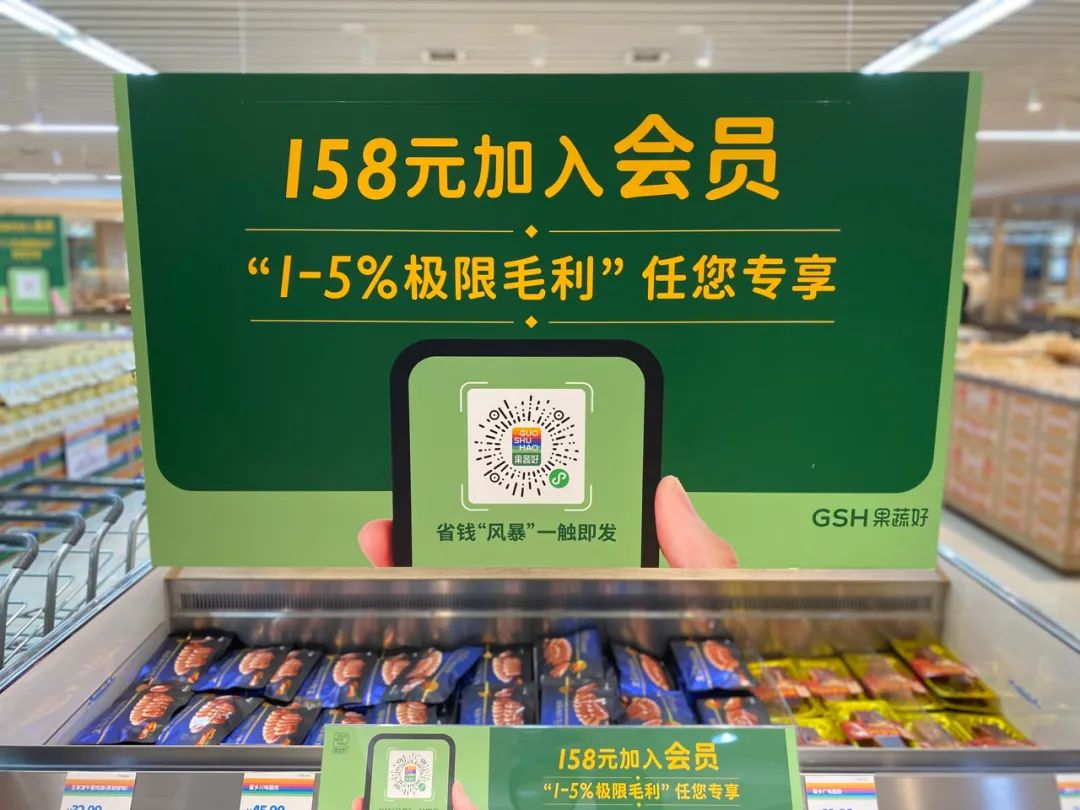 158元加入会员
“1-5%极限毛利”任您专享
GUO
SHU
HAO
果蔬好
省钱“风暴”一触即发
GSH 果蔬好
158元加入会员
“1-5%极限毛利”任您专享